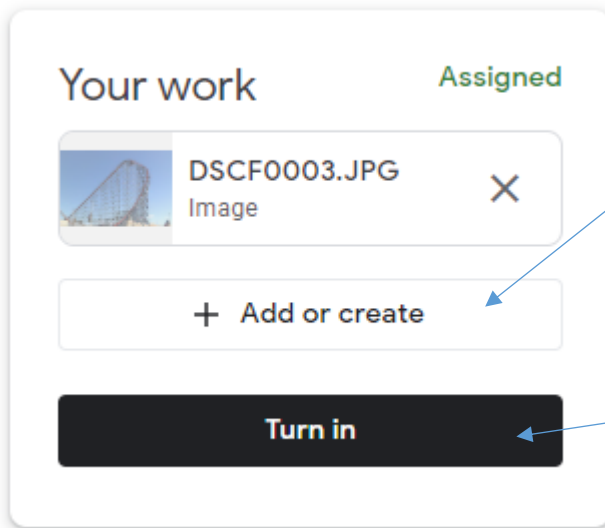 Your work
Assigned
DSCF0003.JPG
Image
+ Add or create
Turn in